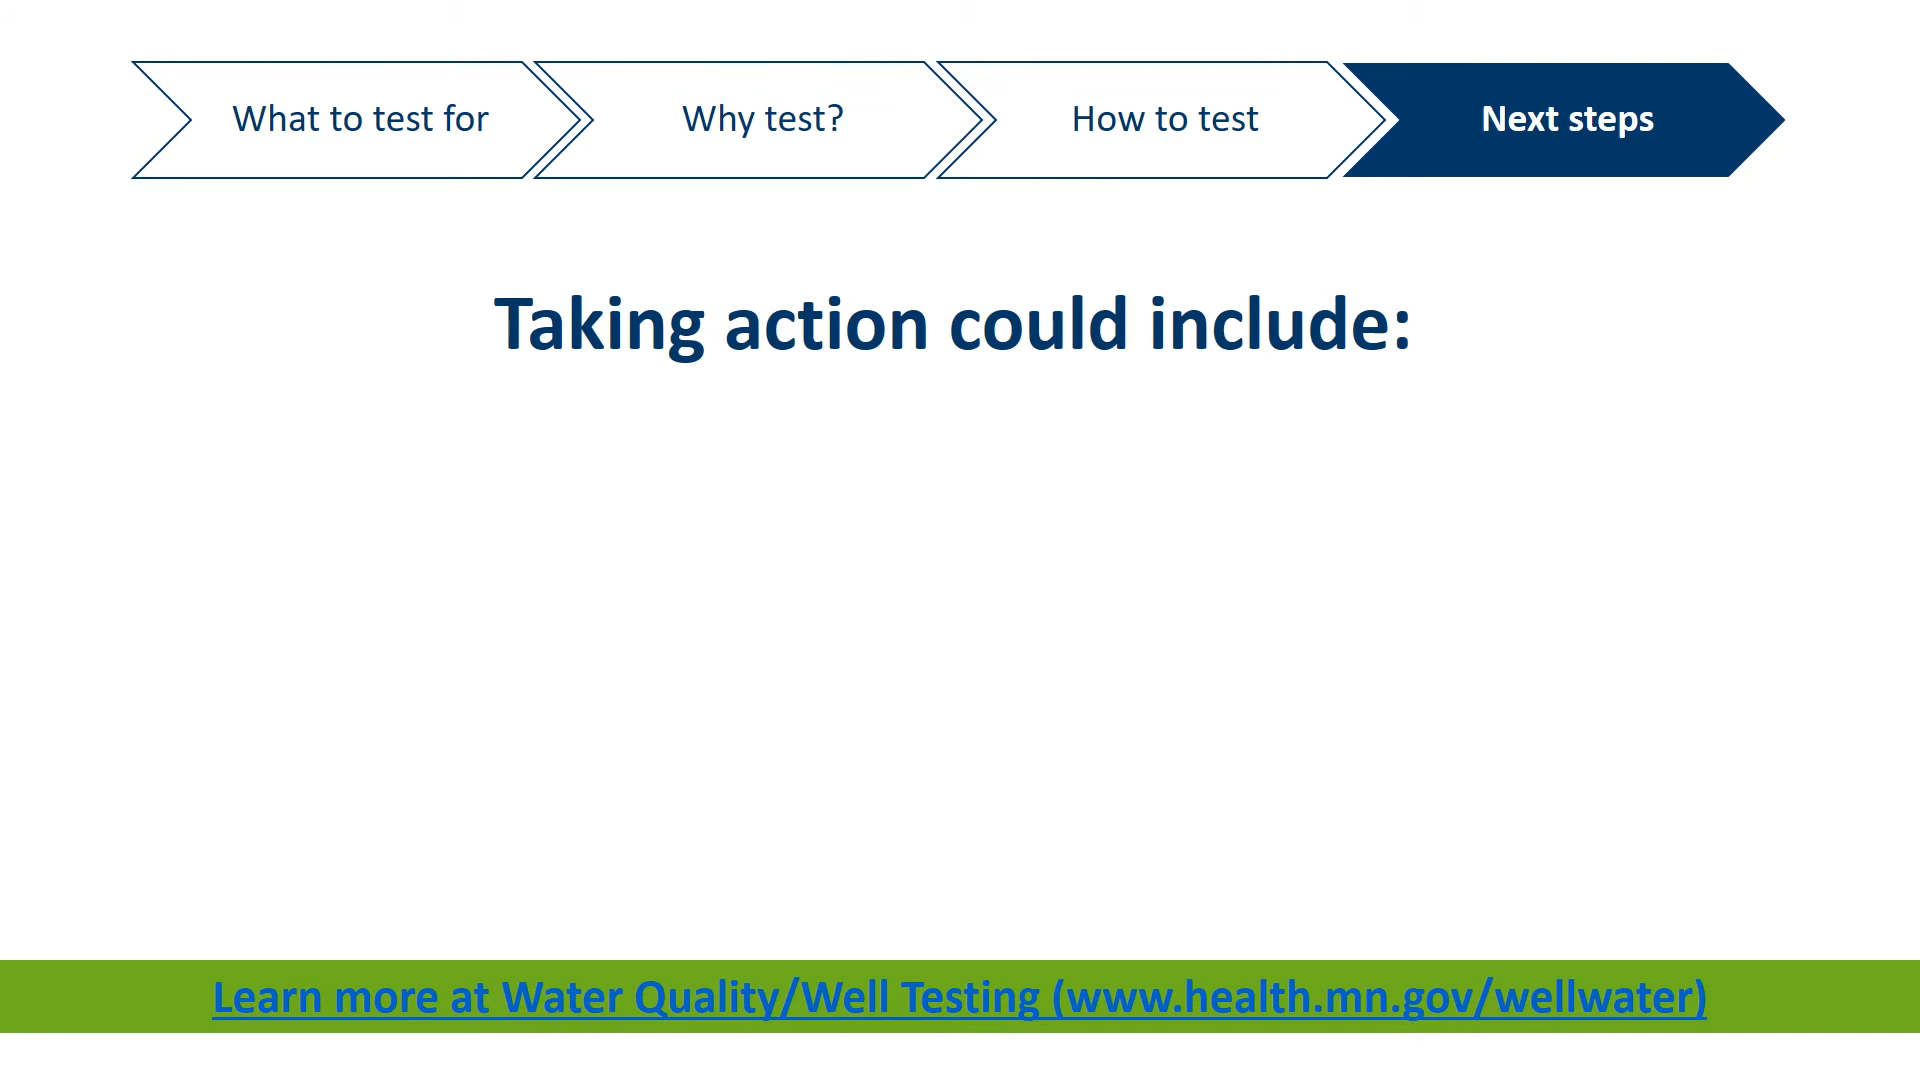 What to test for
Why test?
How to test
Next steps
Taking action could include:
Learn more at Water Quality/Well Testing (www.health.mn.gov/wellwater)